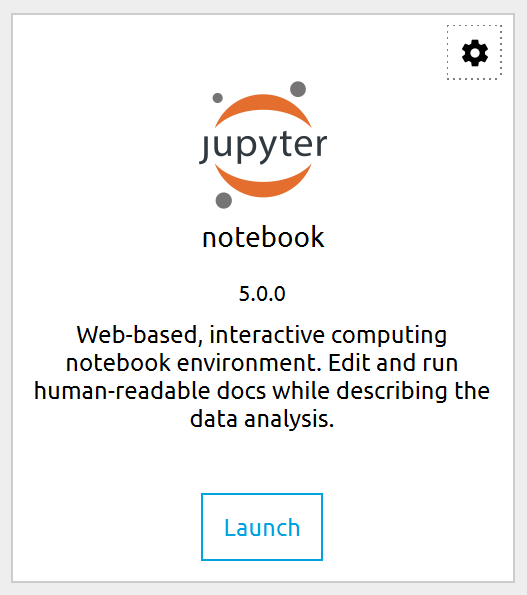 jupyter
notebook
5.0.0
Web-based, interactive computing
notebook environment. Edit and run
human-readable docs while describing the
data analysis.
Launch